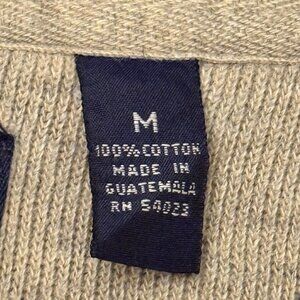 M
100% COTTON
MADE IN
GUATEMALA
RN 54023